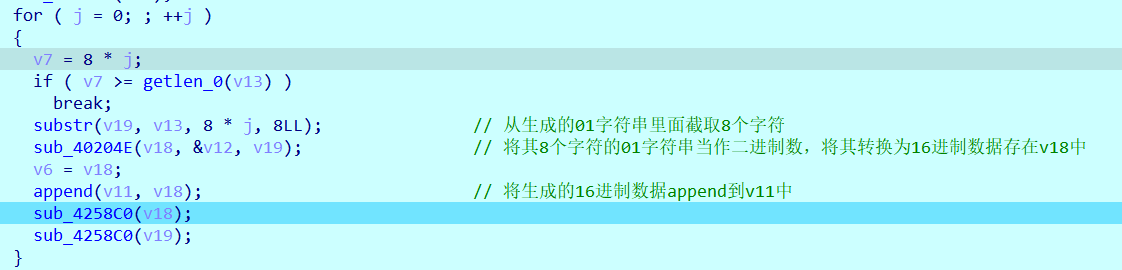 for ( j = 0; ; ++j )
{
v7 = 8 * j;
if ( v7 >= getlen_0(v13) )
break;
substr(v19, v13, 8 * j, 8LL); // 从生成的01字符串里面截取8个字符
sub_40204E(v18, &v12, v19); // 将其8个字符的01字符串当作二进制数，将其转换为16进制数据存在v18中
v6 = v18;
append(v11, v18); // 将生成的16进制数据append到v11中
sub_4258C0(v18);
sub_4258C0(v19);
}